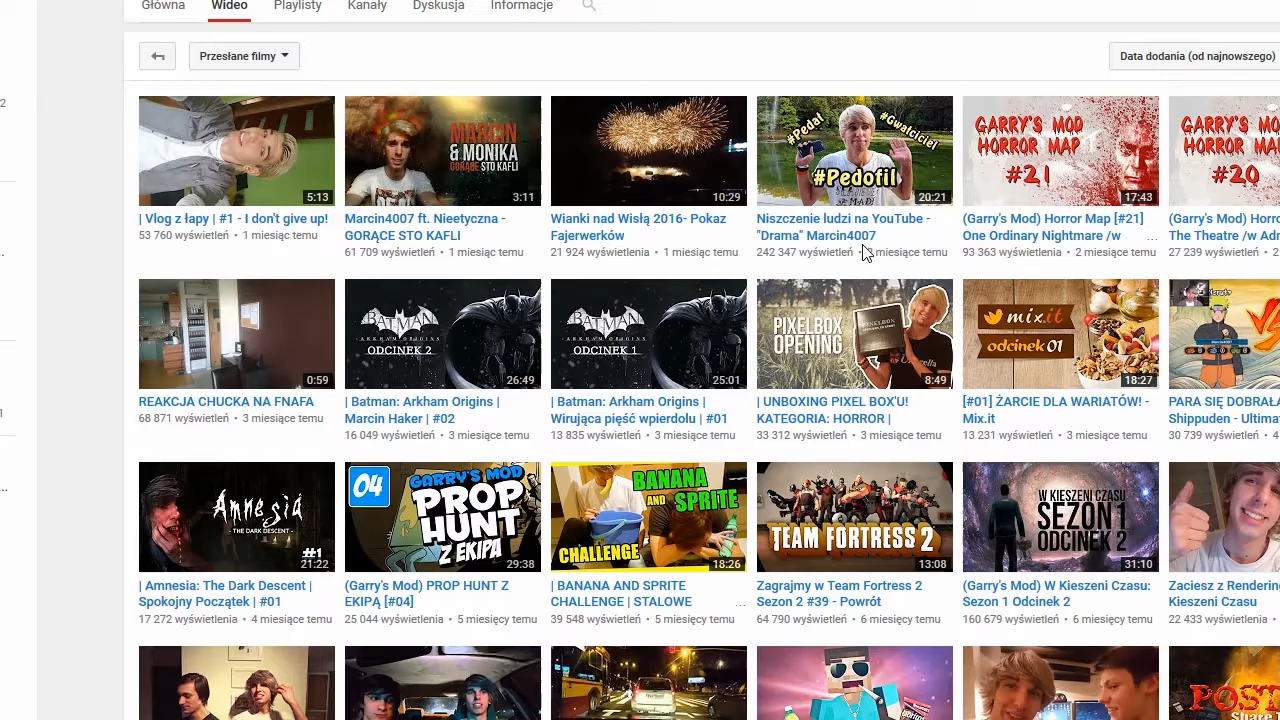 Główna Wideo Playlisty Kanały Dyskusja Informacje
2
Przesłane filmy
Data dodania (od najnowszego)
5:13
MARCIN
& MONIKA
GORĄCE STO KAFLI
3:11
10:29
#Pedał
#Gwałciciel
#Pedofil
20:21
GARRY'S MOD
HORROR MAP
#21
17:43
GARRY'S MOD
HORROR MAP
#20
| Vlog z łapy | #1 - I don't give up!
53 760 wyświetleń • 1 miesiąc temu
Marcin4007 ft. Nieetyczna -
GORĄCE STO KAFLI
61 709 wyświetleń • 1 miesiąc temu
Wianki nad Wisłą 2016- Pokaz
Fajerwerków
21 924 wyświetlenia • 1 miesiąc temu
Niszczenie ludzi na YouTube -
"Drama" Marcin4007
242 347 wyświetleń • miesiące temu
(Garry's Mod) Horror Map [#21]
One Ordinary Nightmare /w ...
93 363 wyświetlenia • 2 miesiące temu
(Garry's Mod) Horro
The Theatre /w Adr
27 239 wyświetleń • 2
0:59
BATMAN
ARKHAM ORIGINS
ODCINEK 2
26:49
BATMAN
ARKHAM ORIGINS
ODCINEK 1
25:01
PIXELBOX
OPENING
8:49
mix.it
odcinek 01
18:27
REAKCJA CHUCKA NA FNAFA
68 871 wyświetleń • 3 miesiące temu
| Batman: Arkham Origins |
Marcin Haker | #02
16 049 wyświetleń • 3 miesiące temu
| Batman: Arkham Origins |
Wirująca pięść wpierdolu | #01
13 835 wyświetleń • 3 miesiące temu
| UNBOXING PIXEL BOX'U!
KATEGORIA: HORROR |
33 312 wyświetleń • 3 miesiące temu
[#01] ŻARCIE DLA WARIATÓW! -
Mix.it
13 231 wyświetleń • 3 miesiące temu
PARA SIĘ DOBRAŁA
Shippuden - Ultima
30 739 wyświetleń • 4
Amnesia
- THE DARK DESCENT -
#1
21:22
04
GARRY'S MOD
PROP
HUNT
Z EKIPĄ
29:38
BANANA
AND SPRITE
CHALLENGE
18:26
TEAM FORTRESS 2
13:08
W KIESZENI CZASU
SEZON 1
ODCINEK 2
31:10
| Amnesia: The Dark Descent |
Spokojny Początek | #01
17 272 wyświetlenia • 4 miesiące temu
(Garry's Mod) PROP HUNT Z
EKIPĄ [#04]
25 044 wyświetlenia • 5 miesięcy temu
| BANANA AND SPRITE
CHALLENGE | STALOWE ...
39 548 wyświetleń • 5 miesięcy temu
Zagrajmy w Team Fortress 2
Sezon 2 #39 - Powrót
64 790 wyświetleń • 6 miesięcy temu
(Garry's Mod) W Kieszeni Czasu:
Sezon 1 Odcinek 2
160 679 wyświetleń • 6 miesięcy temu
Zaciesz z Rendering
Kieszeni Czasu
22 433 wyświetlenia •
POST